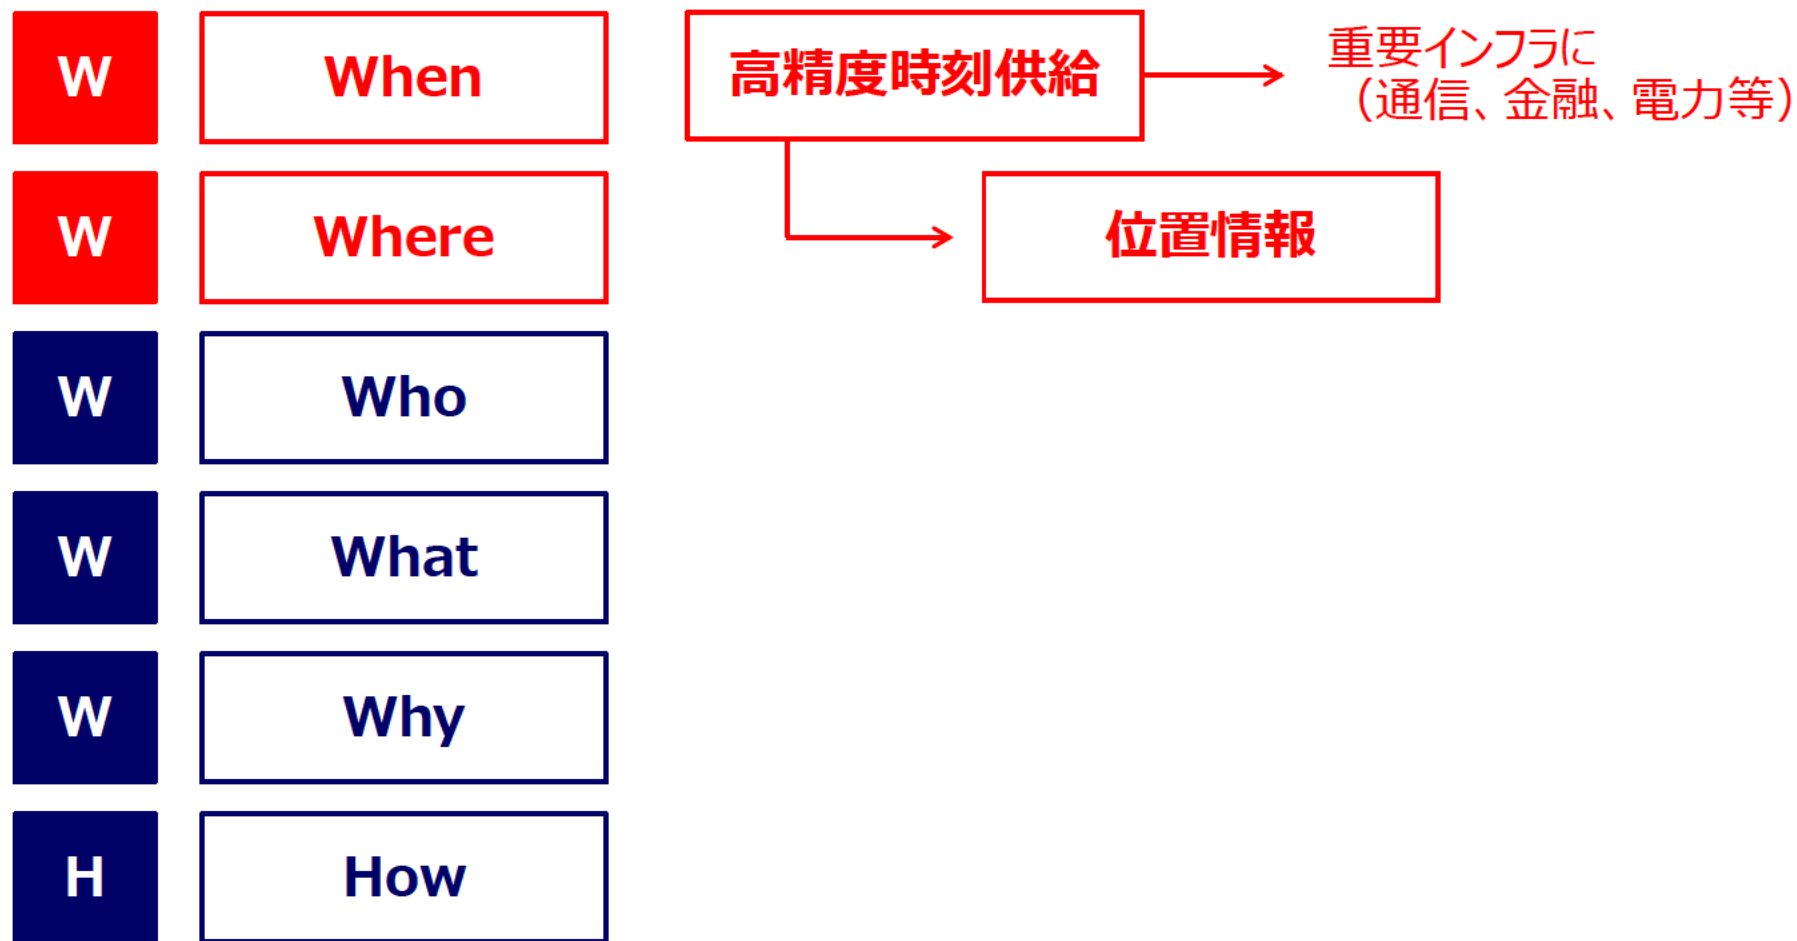 W When 高精度時刻供給 重要インフラに
（通信、金融、電力等）
W Where 位置情報
W Who
W What
W Why
H How